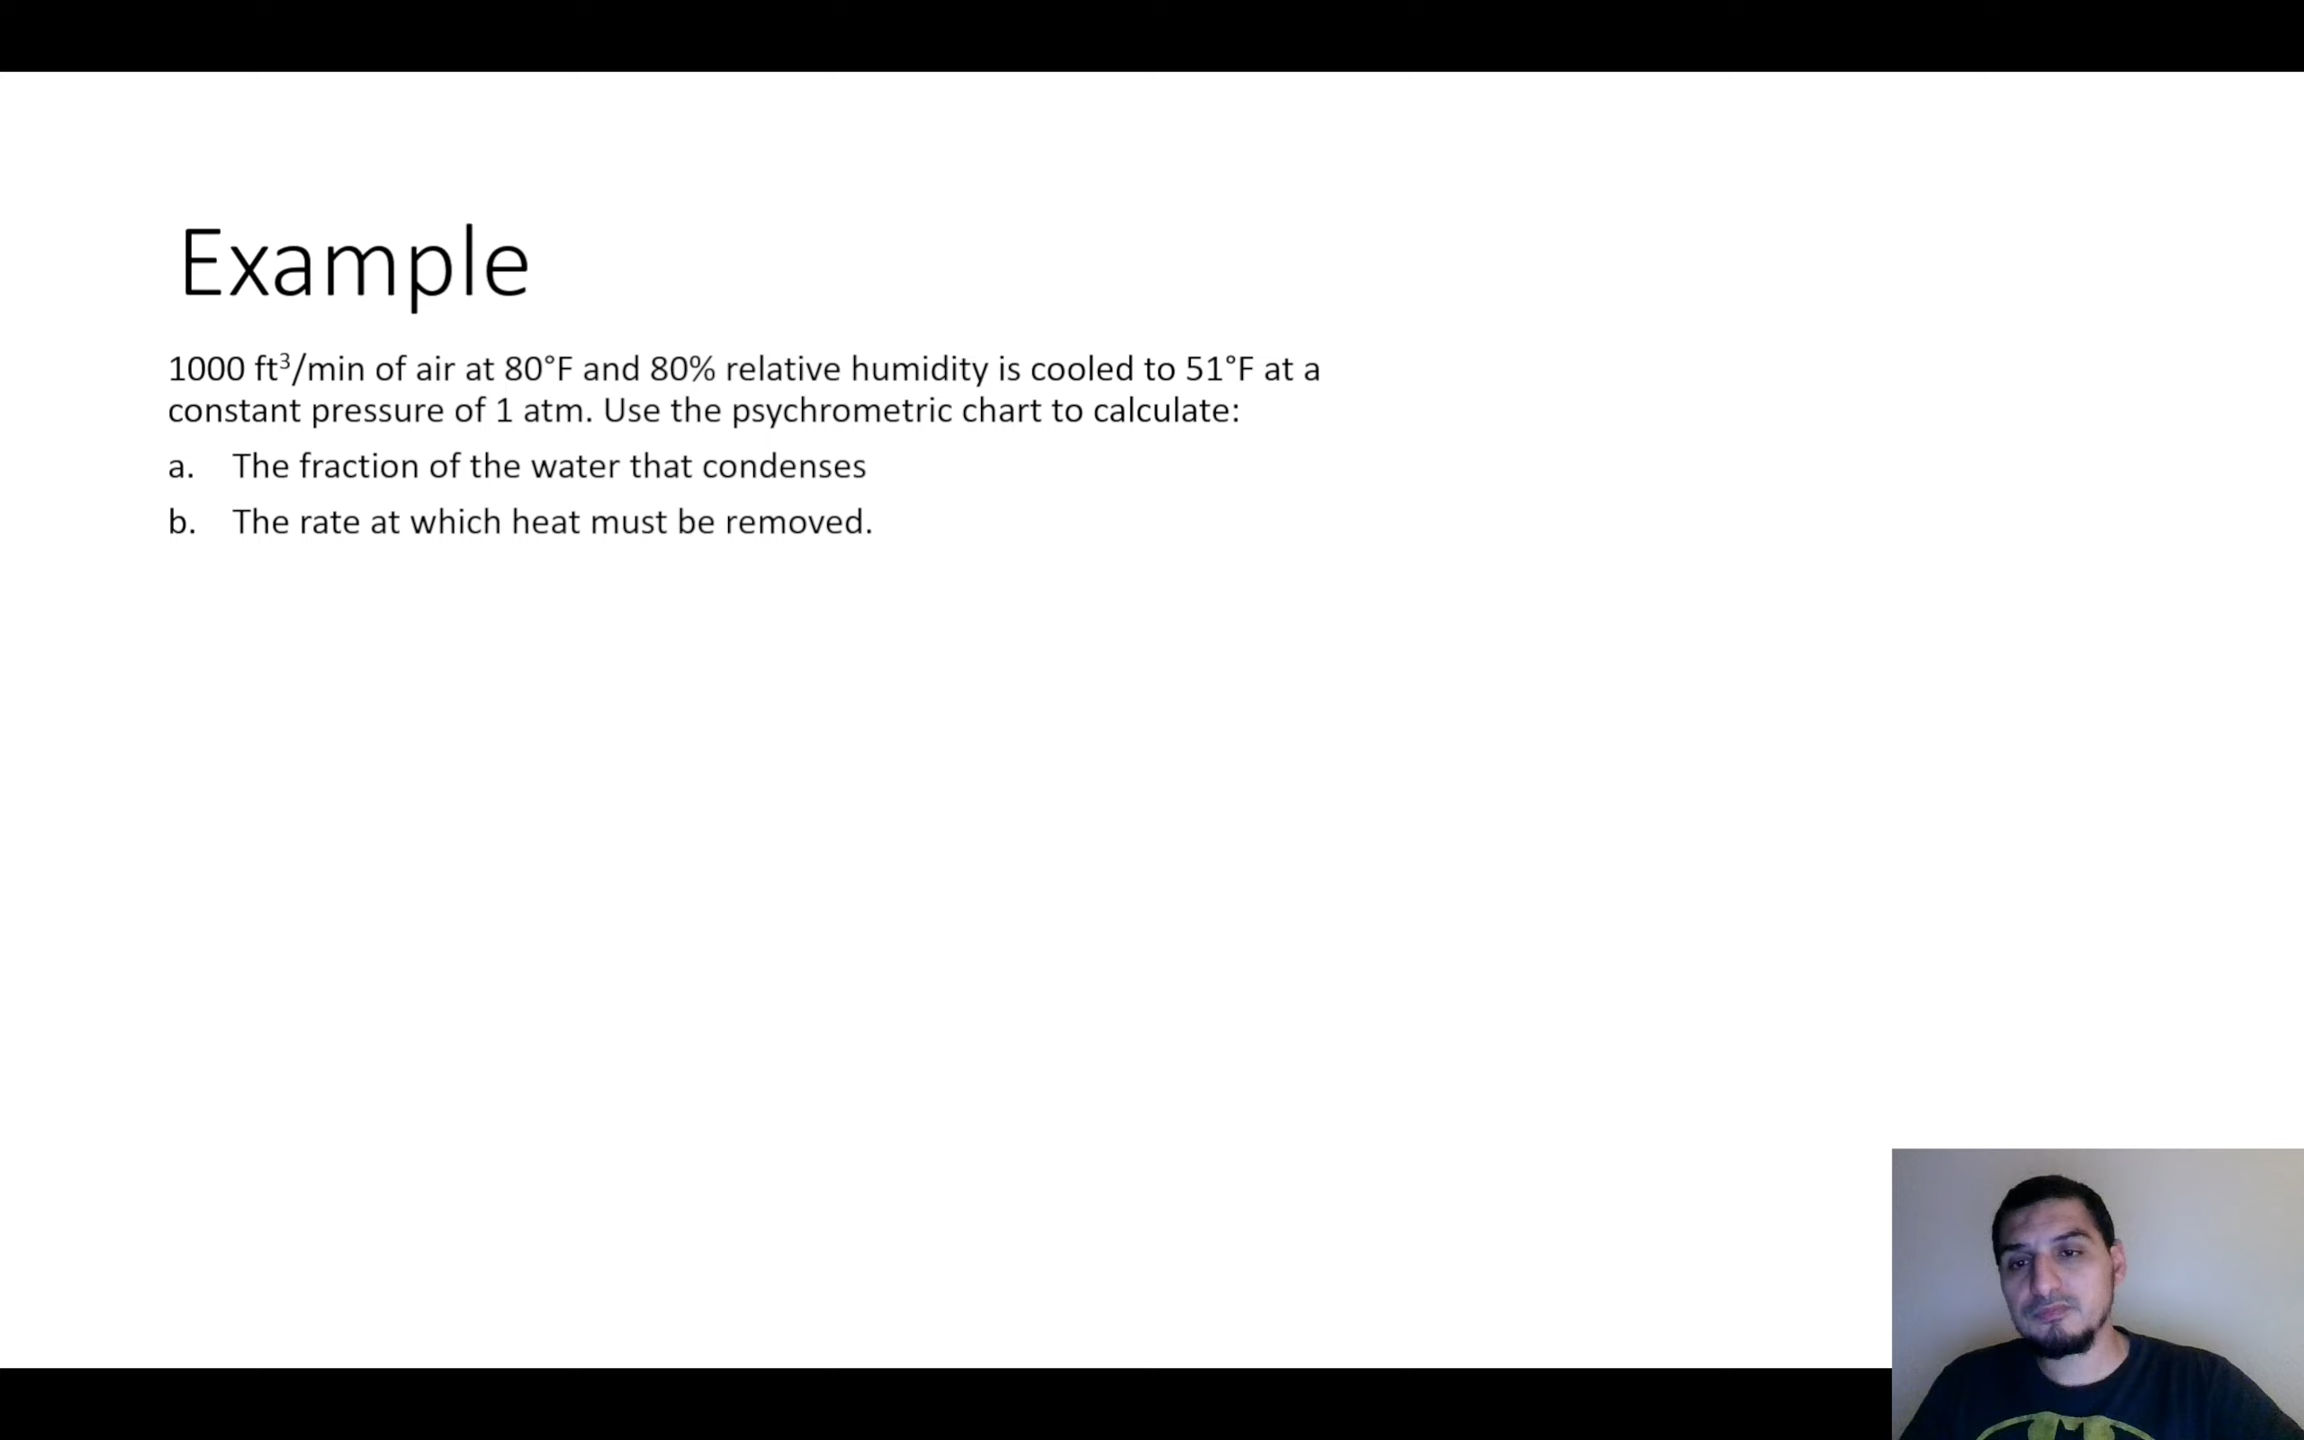 Example
1000 ft³/min of air at 80°F and 80% relative humidity is cooled to 51°F at a
constant pressure of 1 atm. Use the psychrometric chart to calculate:
a. The fraction of the water that condenses
b. The rate at which heat must be removed.